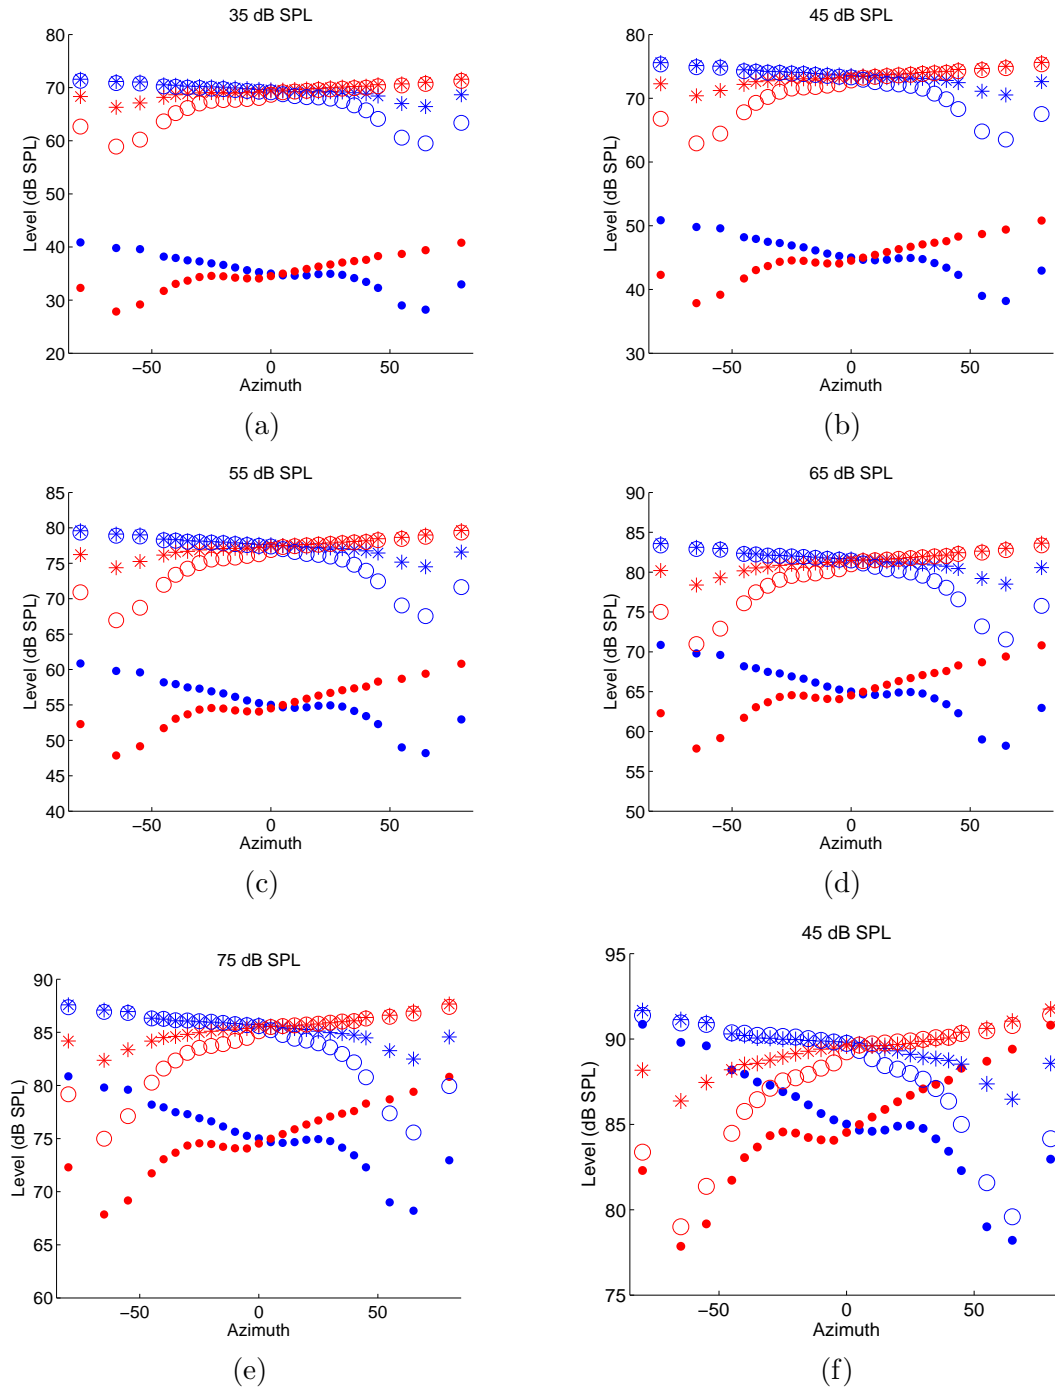 35 dB SPL
80
70
60
50
40
30
20
Level (dB SPL)
−50
0
50
Azimuth
(a)
45 dB SPL
80
70
60
50
40
30
Level (dB SPL)
−50
0
50
Azimuth
(b)
55 dB SPL
85
80
75
70
65
60
55
50
45
40
Level (dB SPL)
−50
0
50
Azimuth
(c)
65 dB SPL
90
85
80
75
70
65
60
55
50
Level (dB SPL)
−50
0
50
Azimuth
(d)
75 dB SPL
90
85
80
75
70
65
60
Level (dB SPL)
−50
0
50
Azimuth
(e)
45 dB SPL
95
90
85
80
75
Level (dB SPL)
−50
0
50
Azimuth
(f)